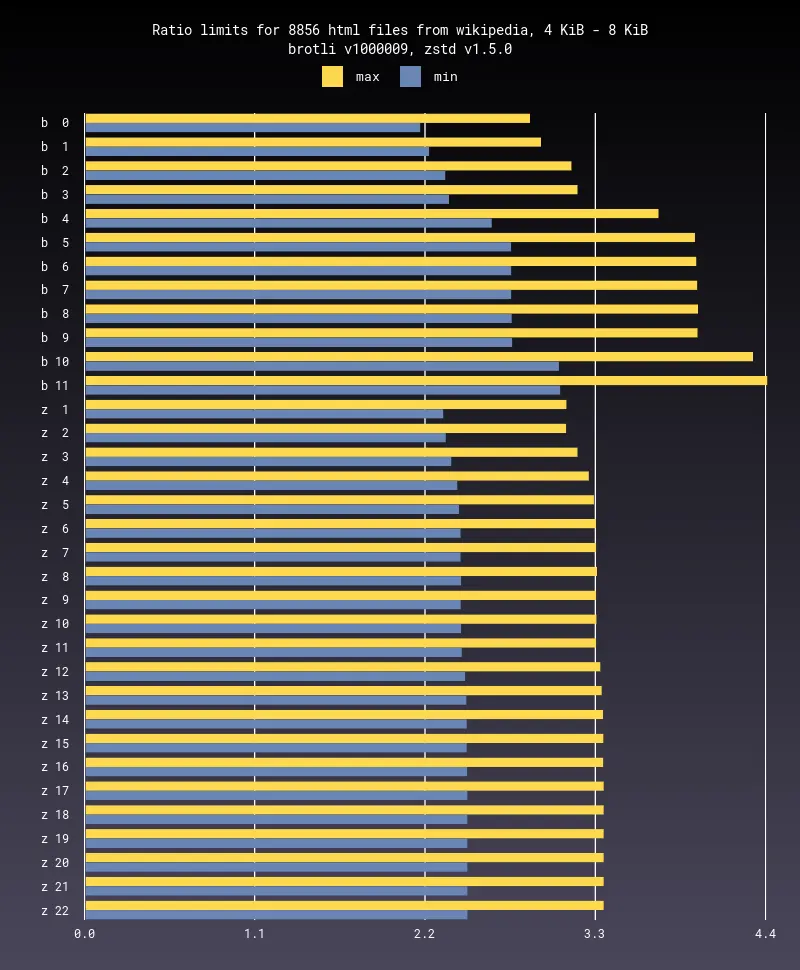 Ratio limits for 8856 html files from wikipedia, 4 KiB - 8 KiB
brotli v1000009, zstd v1.5.0
max min
b 0
b 1
b 2
b 3
b 4
b 5
b 6
b 7
b 8
b 9
b 10
b 11
z 1
z 2
z 3
z 4
z 5
z 6
z 7
z 8
z 9
z 10
z 11
z 12
z 13
z 14
z 15
z 16
z 17
z 18
z 19
z 20
z 21
z 22
0.0 1.1 2.2 3.3 4.4